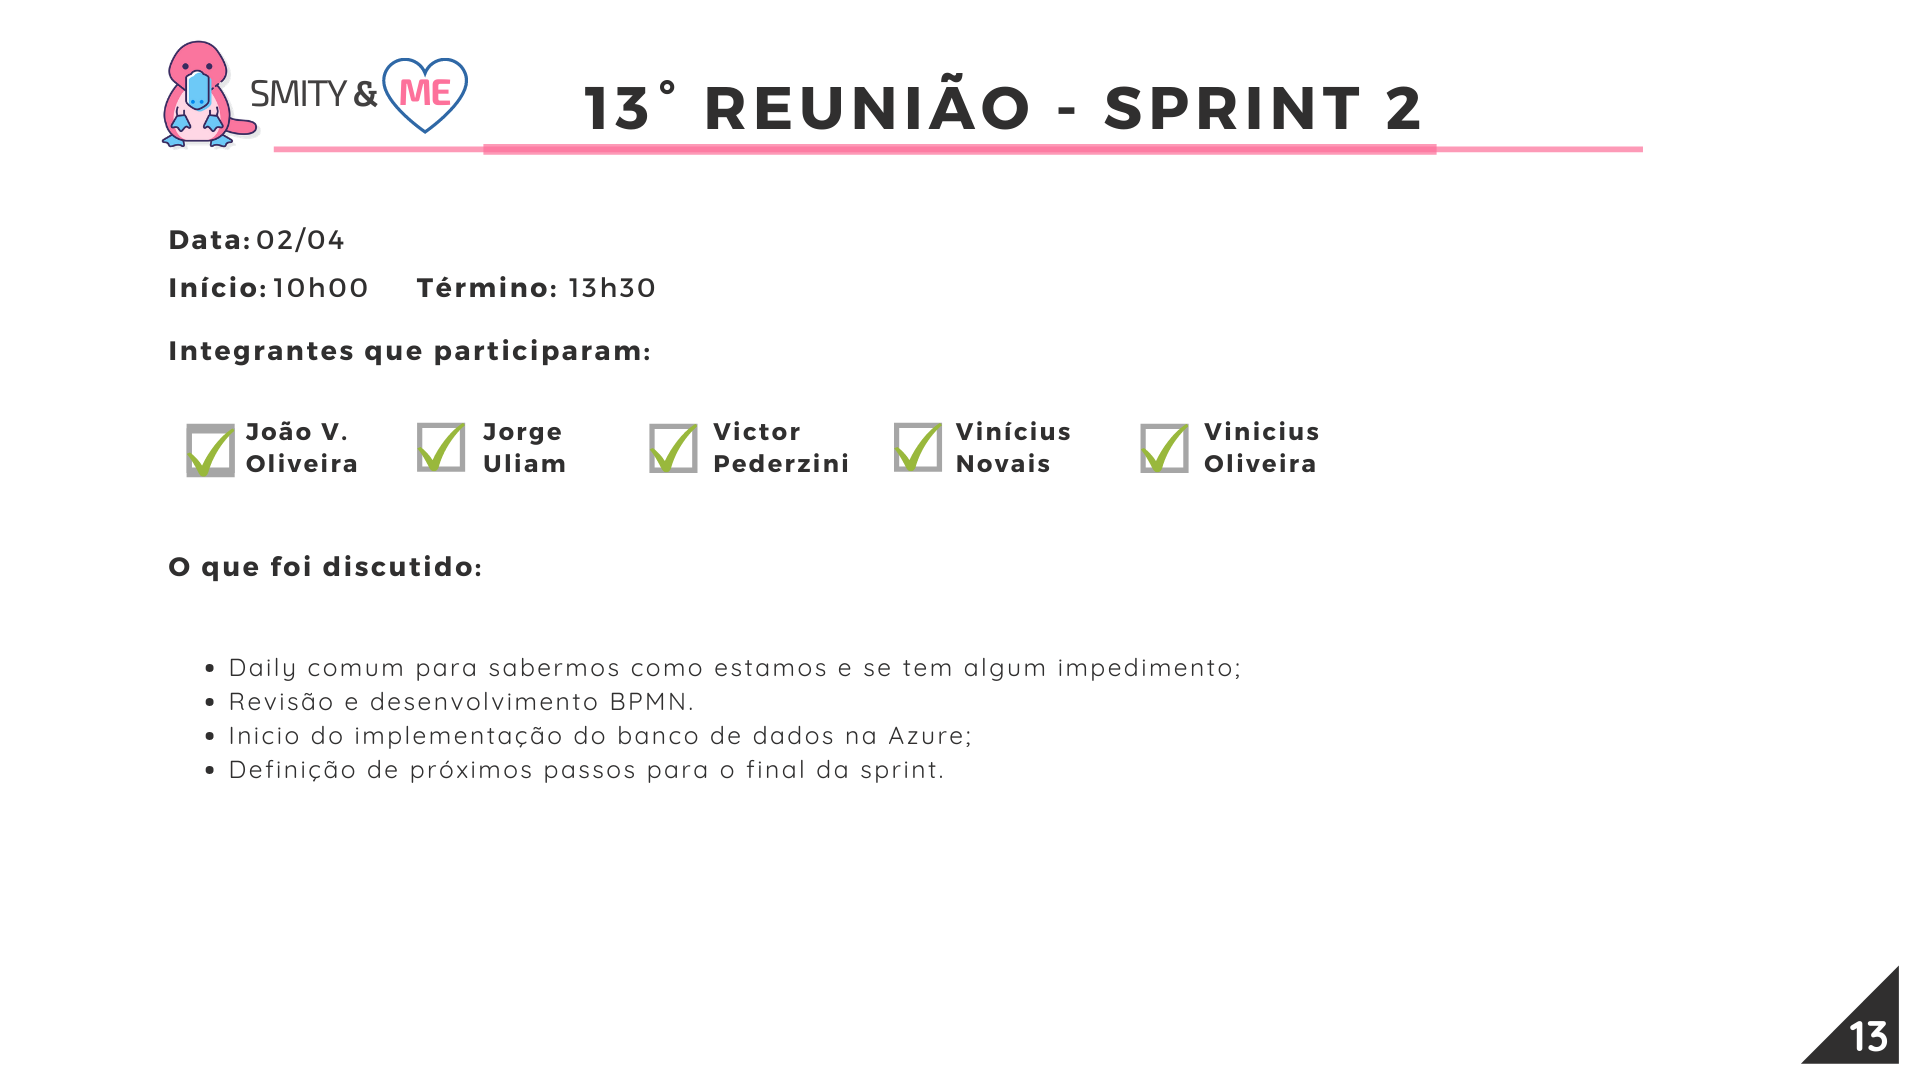 SMITY & ME
13° REUNIÃO - SPRINT 2
Data: 02/04
Início: 10h00 Término: 13h30
Integrantes que participaram:
João V. Oliveira
Jorge Uliam
Victor Pederzini
Vinícius Novais
Vinicius Oliveira
O que foi discutido:
• Daily comum para sabermos como estamos e se tem algum impedimento;
• Revisão e desenvolvimento BPMN.
• Inicio do implementação do banco de dados na Azure;
• Definição de próximos passos para o final da sprint.
13